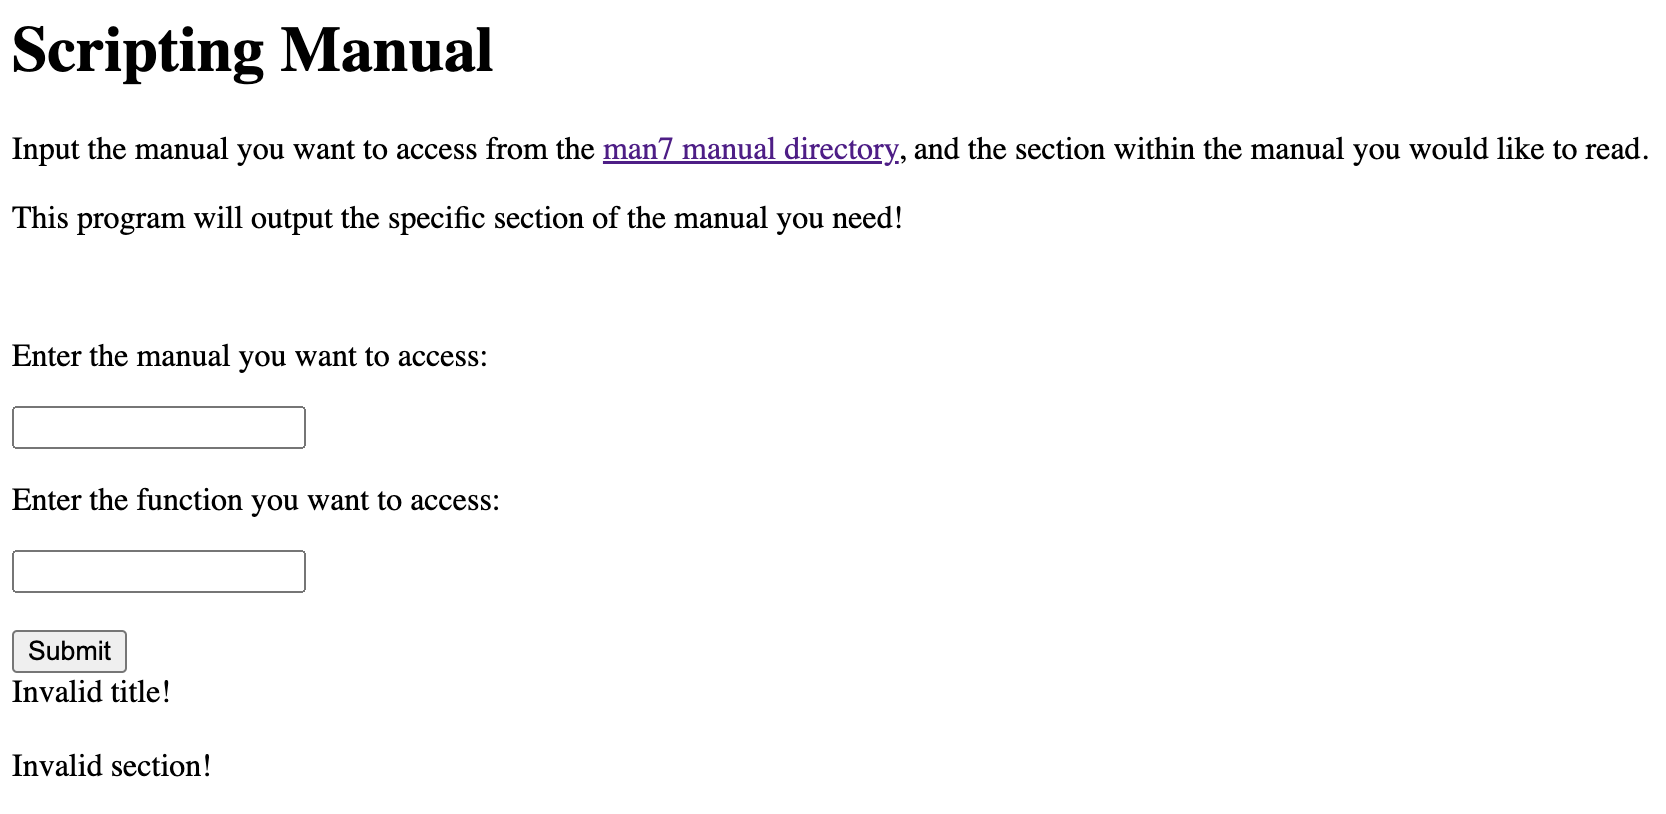 Scripting Manual
Input the manual you want to access from the man7 manual directory, and the section within the manual you would like to read.
This program will output the specific section of the manual you need!
Enter the manual you want to access:
Enter the function you want to access:
Submit
Invalid title!
Invalid section!